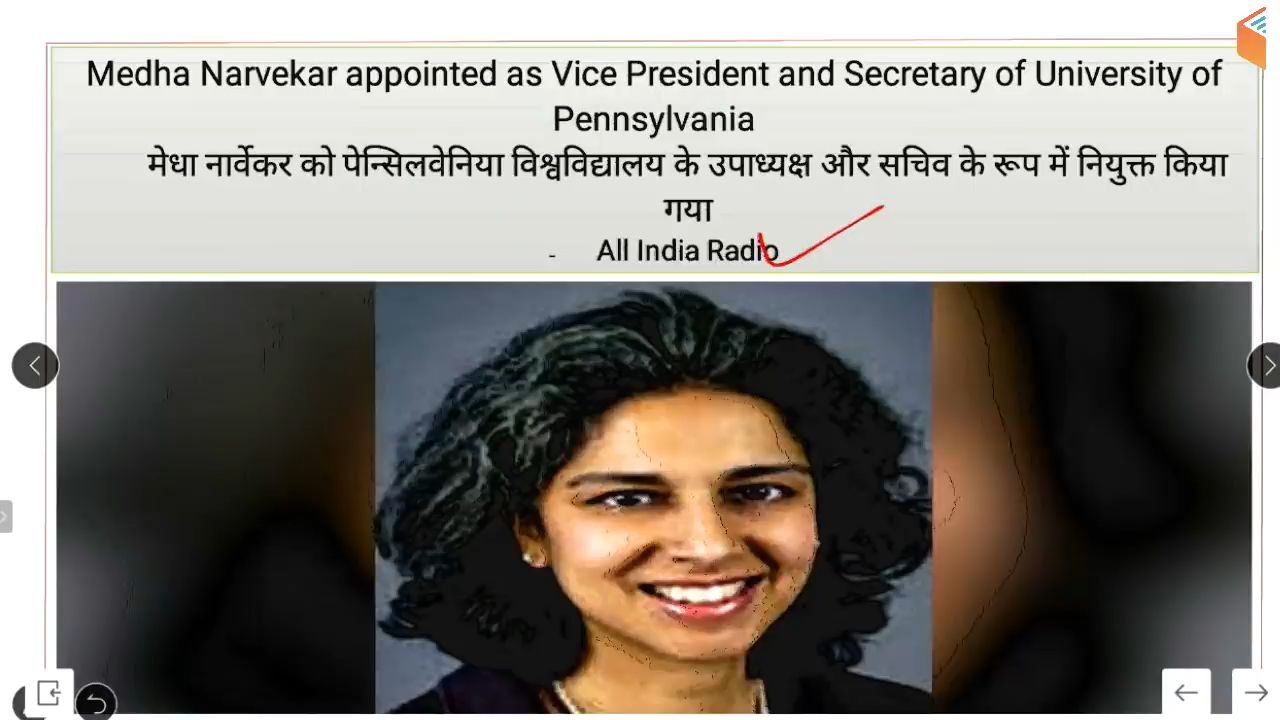 Medha Narvekar appointed as Vice President and Secretary of University of
Pennsylvania
मेधा नार्वेकर को पेन्सिलवेनिया विश्वविद्यालय के उपाध्यक्ष और सचिव के रूप में नियुक्त किया
गया
- All India Radio